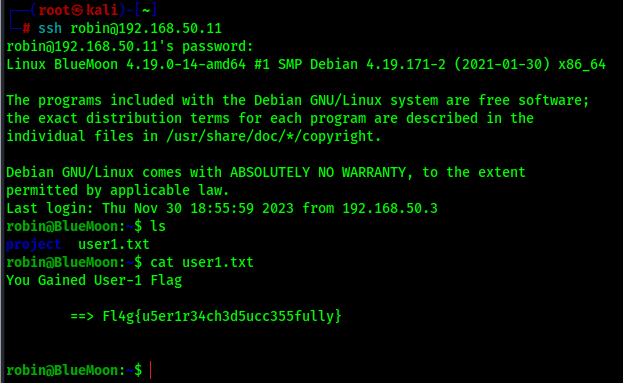 ┌──(root㉿kali)-[~]
└─# ssh robin@192.168.50.11
robin@192.168.50.11's password:
Linux BlueMoon 4.19.0-14-amd64 #1 SMP Debian 4.19.171-2 (2021-01-30) x86_64
The programs included with the Debian GNU/Linux system are free software;
the exact distribution terms for each program are described in the
individual files in /usr/share/doc/*/copyright.
Debian GNU/Linux comes with ABSOLUTELY NO WARRANTY, to the extent
permitted by applicable law.
Last login: Thu Nov 30 18:55:59 2023 from 192.168.50.3
robin@BlueMoon:~$ ls
project  user1.txt
robin@BlueMoon:~$ cat user1.txt
You Gained User-1 Flag
==> Fl4g{u5er1r34ch3d5ucc355fully}
robin@BlueMoon:~$